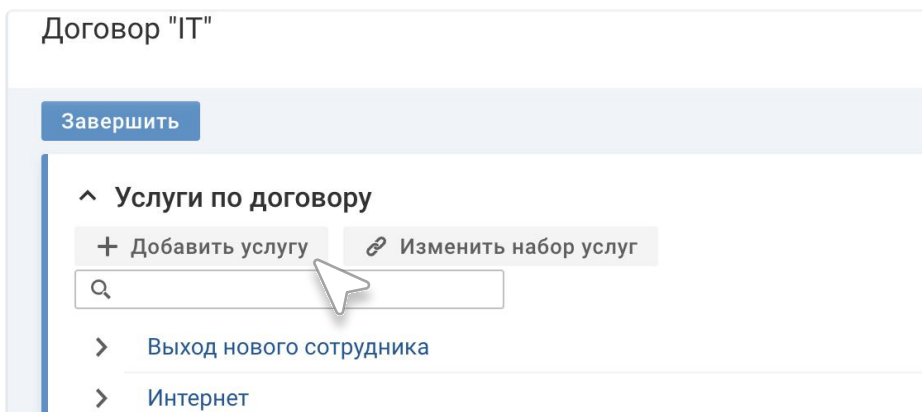 Договор "IT"
Завершить
Услуги по договору
Добавить услугу Изменить набор услуг
Выход нового сотрудника
Интернет